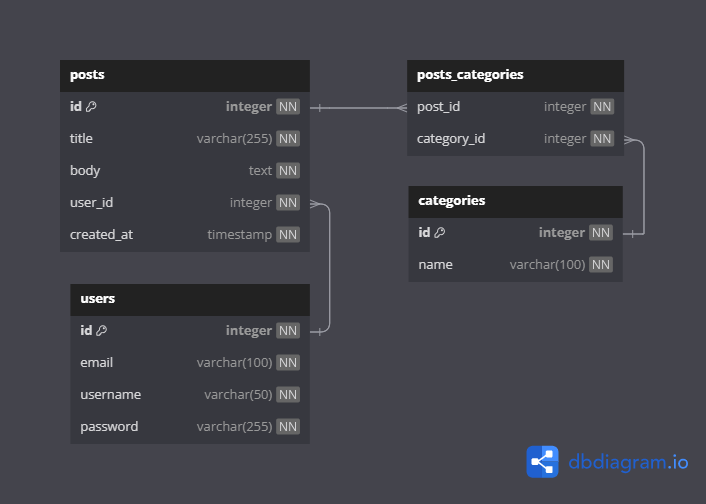 posts
id integer NN
title varchar(255) NN
body text NN
user_id integer NN
created_at timestamp NN
users
id integer NN
email varchar(100) NN
username varchar(50) NN
password varchar(255) NN
posts_categories
post_id integer NN
category_id integer NN
categories
id integer NN
name varchar(100) NN
dbdiagram.io